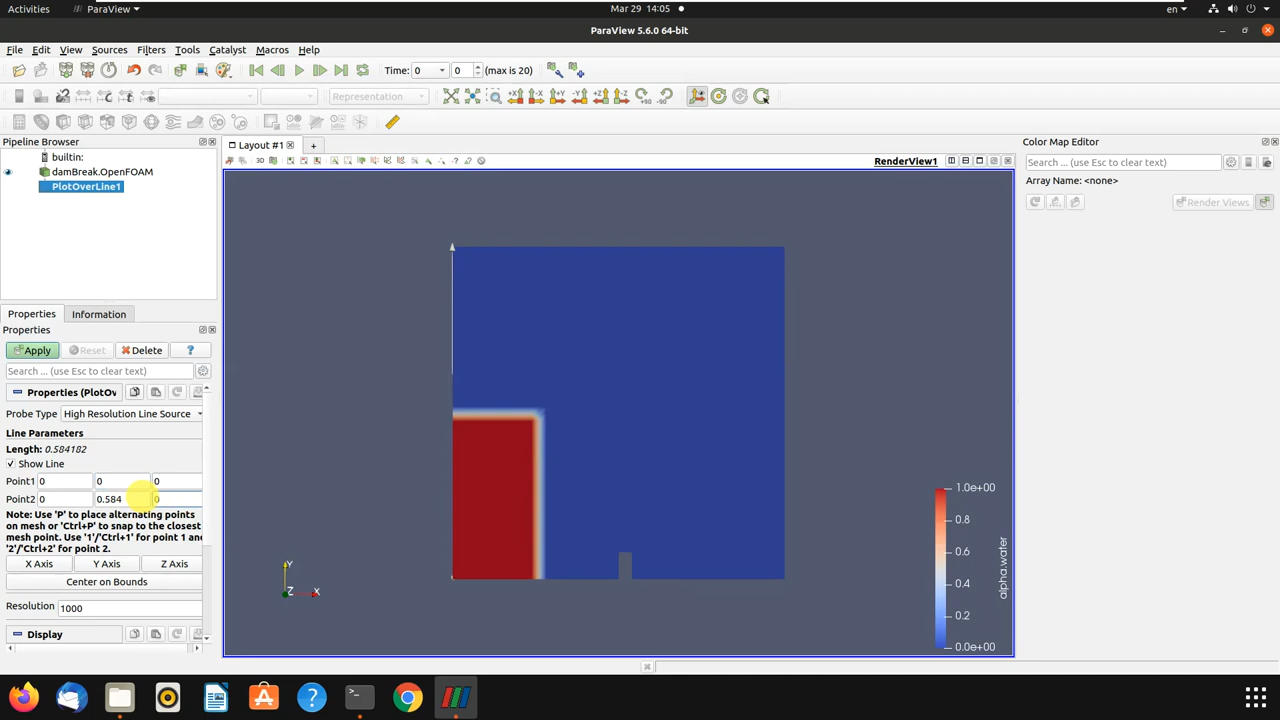 Activities
ParaView
Mar 29 14:05
en
ParaView 5.6.0 64-bit
File Edit View Sources Filters Tools Catalyst Macros Help
Time: 0 0 (max is 20)
Representation
Pipeline Browser
Layout #1
+
Color Map Editor
builtin:
3D
RenderView1
Search ... (use Esc to clear text)
damBreak.OpenFOAM
Array Name: <none>
PlotOverLine1
Render Views
Properties Information
Properties
Apply Reset Delete ?
Search ... (use Esc to clear text)
Properties (PlotOv
Probe Type High Resolution Line Source
Line Parameters
Length: 0.584182
Show Line
Point1 0 0 0
Point2 0 0.584 0
Note: Use 'P' to place alternating points
on mesh or 'Ctrl+P' to snap to the closest
mesh point. Use '1'/'Ctrl+1' for point 1 and
'2'/'Ctrl+2' for point 2.
X Axis Y Axis Z Axis
Center on Bounds
Resolution 1000
Display
Y
Z X
1.0e+00
0.8
0.6
0.4
0.2
0.0e+00
alpha.water